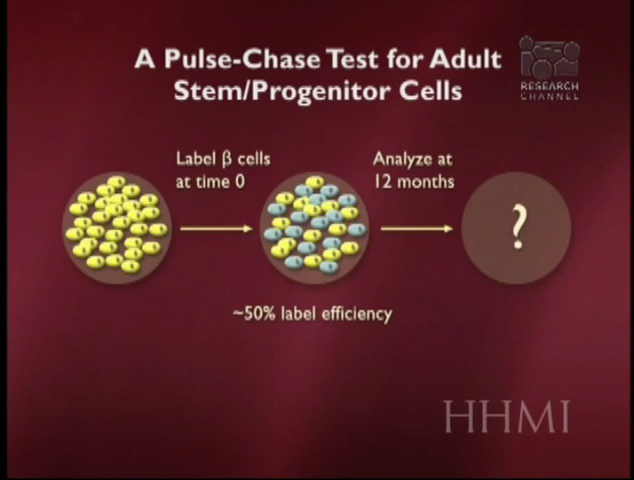 A Pulse-Chase Test for Adult
Stem/Progenitor Cells
RESEARCH
CHANNEL
Label β cells
at time 0
Analyze at
12 months
?
~50% label efficiency
HHMI